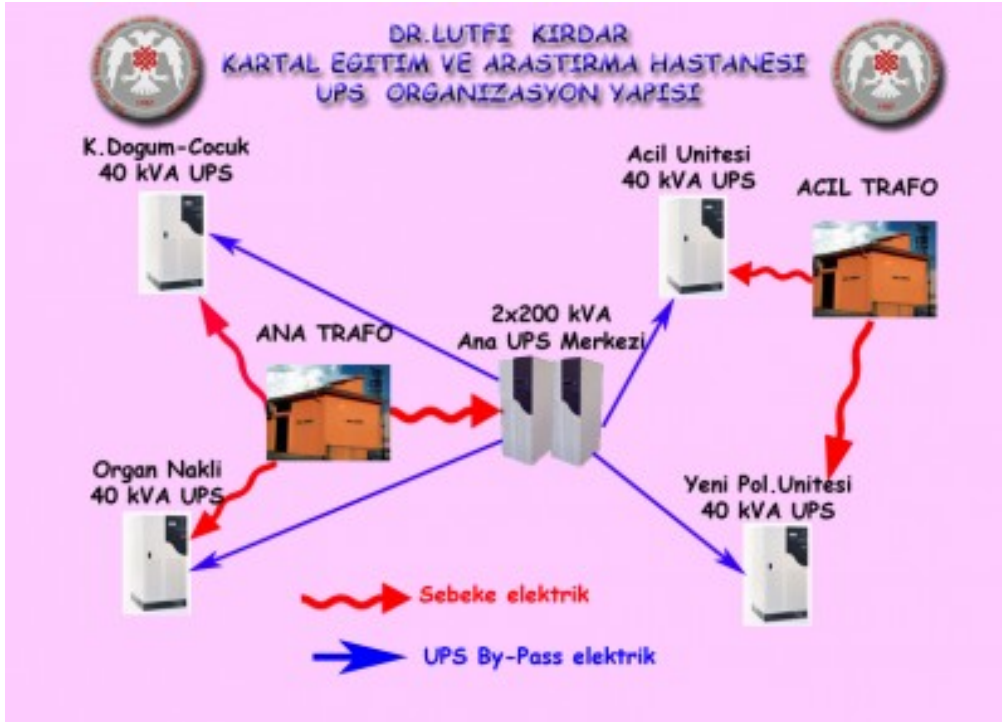 DR.LUTFI KIRDAR
KARTAL EGITIM VE ARASTIRMA HASTANESI
UPS ORGANIZASYON YAPISI
K.Dogum-Cocuk
40 kVA UPS
Acil Unitesi
40 kVA UPS
ACIL TRAFO
ANA TRAFO
2x200 kVA
Ana UPS Merkezi
Organ Nakli
40 kVA UPS
Yeni Pol.Unitesi
40 kVA UPS
Sebeke elektrik
UPS By-Pass elektrik